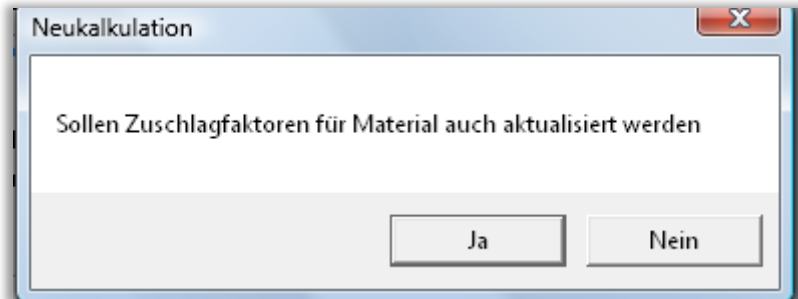 Neukalkulation
Sollen Zuschlagfaktoren für Material auch aktualisiert werden
Ja
Nein